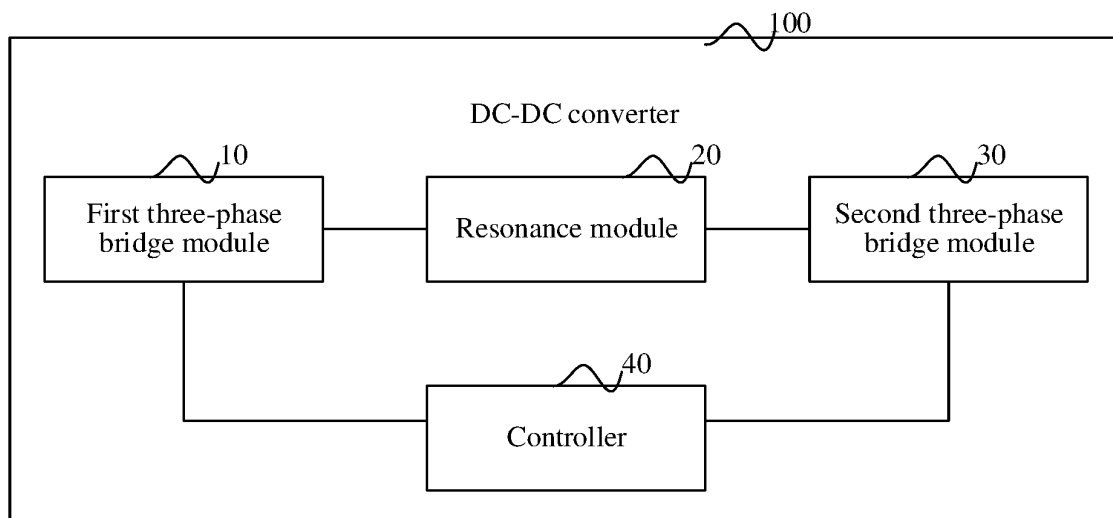 100
DC-DC converter
10
20
30
First three-phase
bridge module
Resonance module
Second three-phase
bridge module
40
Controller